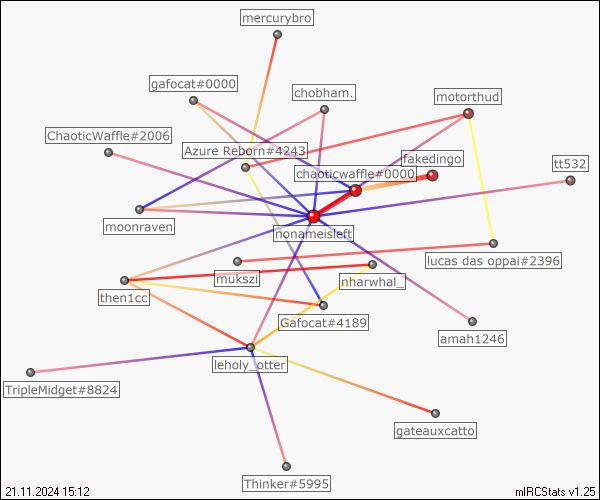 mercurybro
gafocat#0000
chobham.
motorthud
ChaoticWaffle#2006
Azure Reborn#4243
fakedingo
tt532
chaoticwaffle#0000
moonraven
nonameisleft
lucas das oppai#2396
mukszi
nharwhal_
then1cc
Gafocat#4189
amah1246
leholy_otter
TripleMidget#8824
gateauxcatto
Thinker#5995
21.11.2024 15:12
mIRCStats v1.25